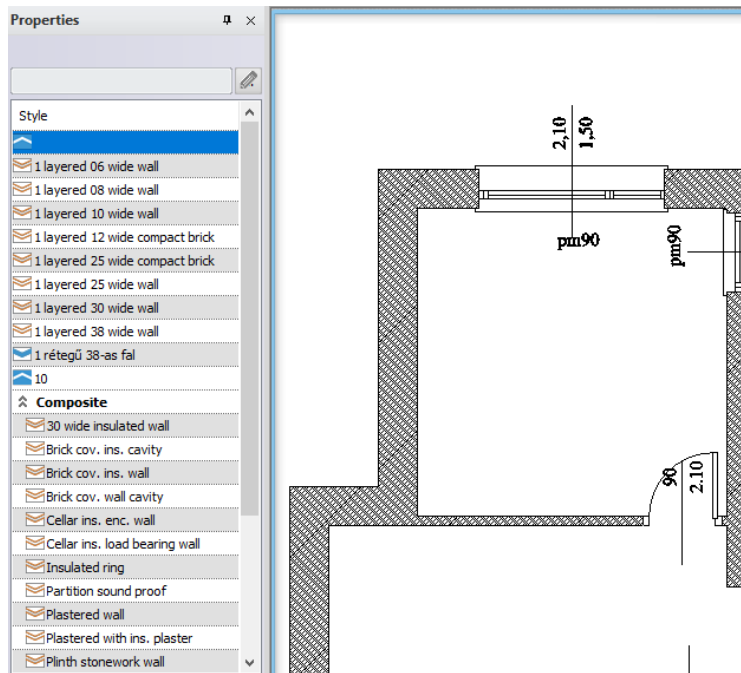 Properties
Style
1 layered 06 wide wall
1 layered 08 wide wall
1 layered 10 wide wall
1 layered 12 wide compact brick
1 layered 25 wide compact brick
1 layered 25 wide wall
1 layered 30 wide wall
1 layered 38 wide wall
1 rétegű 38-as fal
10
Composite
30 wide insulated wall
Brick cov. ins. cavity
Brick cov. ins. wall
Brick cov. wall cavity
Cellar ins. enc. wall
Cellar ins. load bearing wall
Insulated ring
Partition sound proof
Plastered wall
Plastered with ins. plaster
Plinth stonework wall
2,10
1,50
pm90
pm90
90
2.10